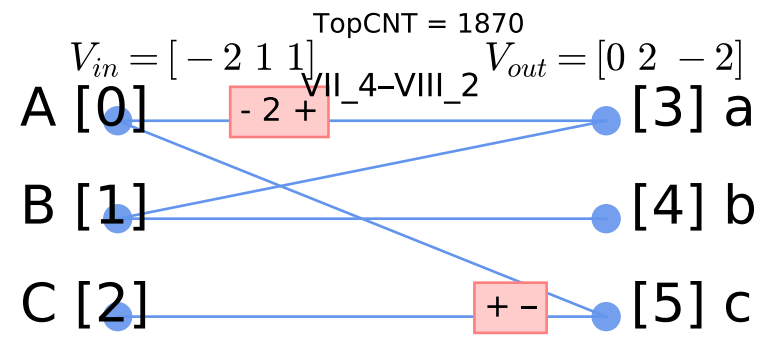 TopCNT = 1870
V_in = [ − 2 1 1] V_out = [0 2 − 2]
VII_4–VIII_2
A [0] - 2 + [3] a
B [1] [4] b
C [2] + – [5] c